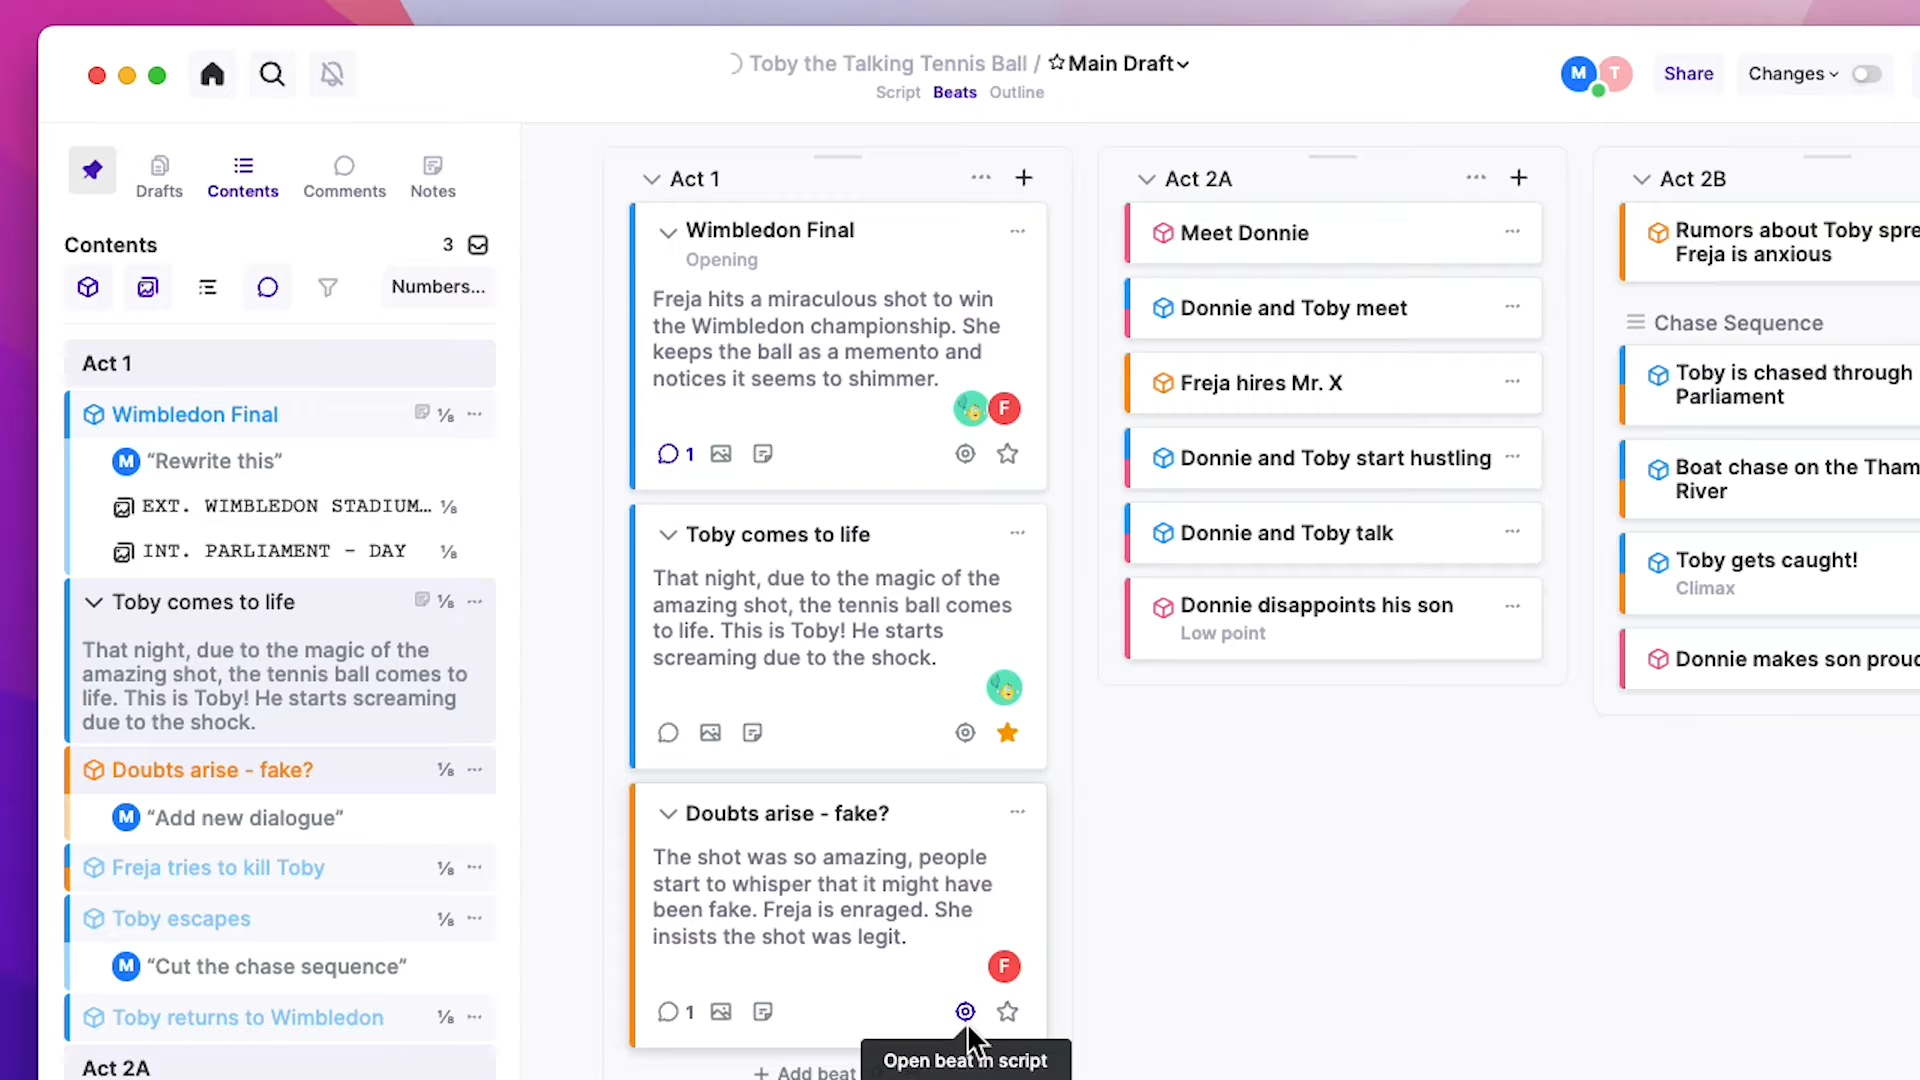 Toby the Talking Tennis Ball / Main Draft
Script Beats Outline
M T Share Changes
Drafts Contents Comments Notes
Contents 3
Numbers...
Act 1
Wimbledon Final ⅛
M “Rewrite this”
EXT. WIMBLEDON STADIUM… ⅛
INT. PARLIAMENT - DAY ⅛
Toby comes to life ⅛
That night, due to the magic of the
amazing shot, the tennis ball comes to
life. This is Toby! He starts screaming
due to the shock.
Doubts arise - fake? ⅛
M “Add new dialogue”
Freja tries to kill Toby ⅛
Toby escapes ⅛
M “Cut the chase sequence”
Toby returns to Wimbledon ⅛
Act 2A
Act 1
Wimbledon Final
Opening
Freja hits a miraculous shot to win
the Wimbledon championship. She
keeps the ball as a memento and
notices it seems to shimmer.
F
1
Toby comes to life
That night, due to the magic of the
amazing shot, the tennis ball comes
to life. This is Toby! He starts
screaming due to the shock.
Doubts arise - fake?
The shot was so amazing, people
start to whisper that it might have
been fake. Freja is enraged. She
insists the shot was legit.
F
1
Open beat in script
+ Add beat
Act 2A
Meet Donnie
Donnie and Toby meet
Freja hires Mr. X
Donnie and Toby start hustling
Donnie and Toby talk
Donnie disappoints his son
Low point
Act 2B
Rumors about Toby spre
Freja is anxious
Chase Sequence
Toby is chased through
Parliament
Boat chase on the Tham
River
Toby gets caught!
Climax
Donnie makes son prou